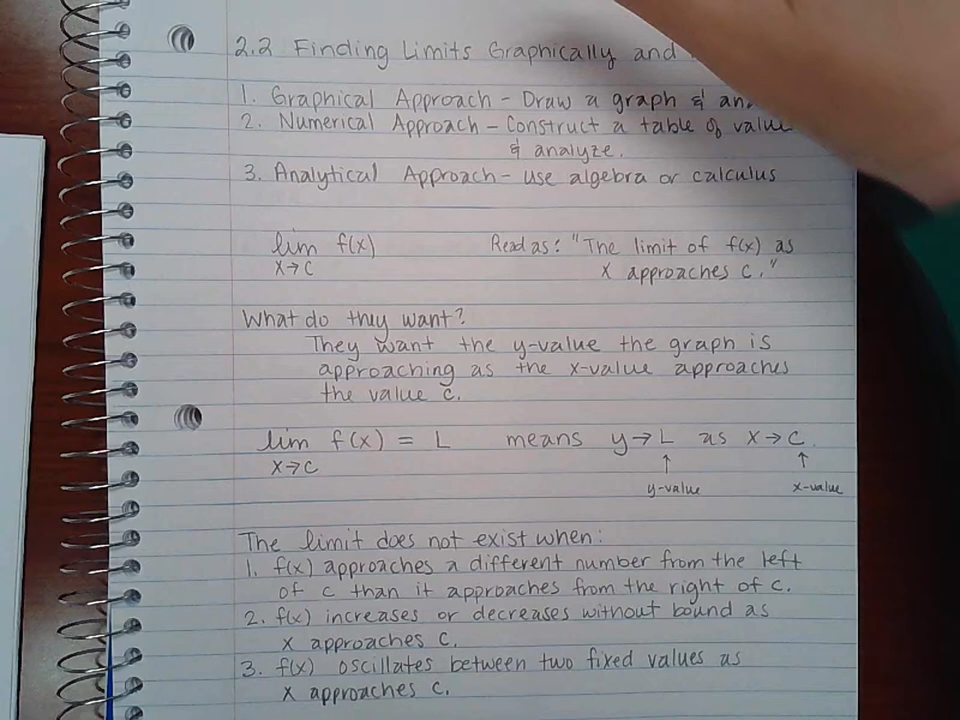 2.2 Finding Limits Graphically and
1. Graphical Approach - Draw a graph &
2. Numerical Approach - Construct a table of
& analyze.
3. Analytical Approach - use algebra or calculus
lim f(x) Read as: "The limit of f(x) as
x→c x approaches c."
What do they want?
They want the y-value the graph is
approaching as the x-value approaches
the value c.
lim f(x) = L means y→L as x→c.
x→c ↑ ↑
y-value x-value
The limit does not exist when:
1. f(x) approaches a different number from the left
of c than it approaches from the right of c.
2. f(x) increases or decreases without bound as
x approaches c.
3. f(x) oscillates between two fixed values as
x approaches c.